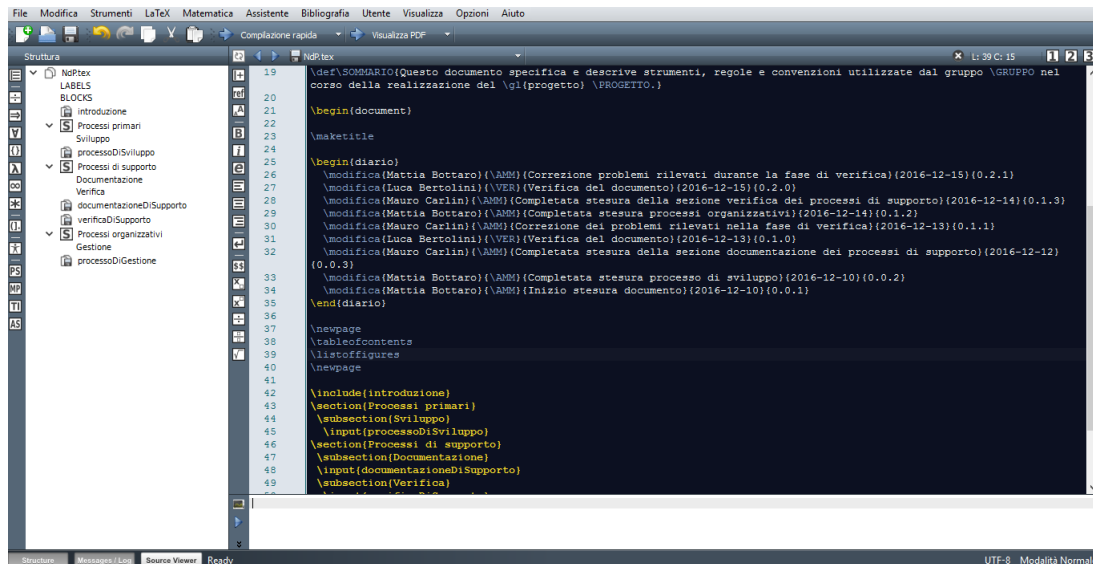 File Modifica Strumenti LaTeX Matematica Assistente Bibliografia Utente Visualizza Opzioni Aiuto
Compilazione rapida Visualizza PDF
Struttura NdP.tex L: 39 C: 15 1 2 3
NdP.tex
LABELS
BLOCKS
introduzione
S Processi primari
Sviluppo
processoDiSviluppo
S Processi di supporto
Documentazione
Verifica
documentazioneDiSupporto
verificaDiSupporto
S Processi organizzativi
Gestione
processoDiGestione
PS
MP
TI
AS
ref
B
i
e
$$
19 \def\SOMMARIO{Questo documento specifica e descrive strumenti, regole e convenzioni utilizzate dal gruppo \GRUPPO nel
corso della realizzazione del \gl{progetto} \PROGETTO.}
20
21 \begin{document}
22
23 \maketitle
24
25 \begin{diario}
26 \modifica{Mattia Bottaro}{\AMM}{Correzione problemi rilevati durante la fase di verifica}{2016-12-15}{0.2.1}
27 \modifica{Luca Bertolini}{\VER}{Verifica del documento}{2016-12-15}{0.2.0}
28 \modifica{Mauro Carlin}{\AMM}{Completata stesura della sezione verifica dei processi di supporto}{2016-12-14}{0.1.3}
29 \modifica{Mattia Bottaro}{\AMM}{Completata stesura processi organizzativi}{2016-12-14}{0.1.2}
30 \modifica{Mauro Carlin}{\AMM}{Correzione dei problemi rilevati nella fase di verifica}{2016-12-13}{0.1.1}
31 \modifica{Luca Bertolini}{\VER}{Verifica del documento}{2016-12-13}{0.1.0}
32 \modifica{Mauro Carlin}{\AMM}{Completata stesura della sezione documentazione dei processi di supporto}{2016-12-12}
{0.0.3}
33 \modifica{Mattia Bottaro}{\AMM}{Completata stesura processo di sviluppo}{2016-12-10}{0.0.2}
34 \modifica{Mattia Bottaro}{\AMM}{Inizio stesura documento}{2016-12-10}{0.0.1}
35 \end{diario}
36
37 \newpage
38 \tableofcontents
39 \listoffigures
40 \newpage
41
42 \include{introduzione}
43 \section{Processi primari}
44 \subsection{Sviluppo}
45 \input{processoDiSviluppo}
46 \section{Processi di supporto}
47 \subsection{Documentazione}
48 \input{documentazioneDiSupporto}
49 \subsection{Verifica}
Structure Messages / Log Source Viewer Ready UTF-8 Modalità Normale